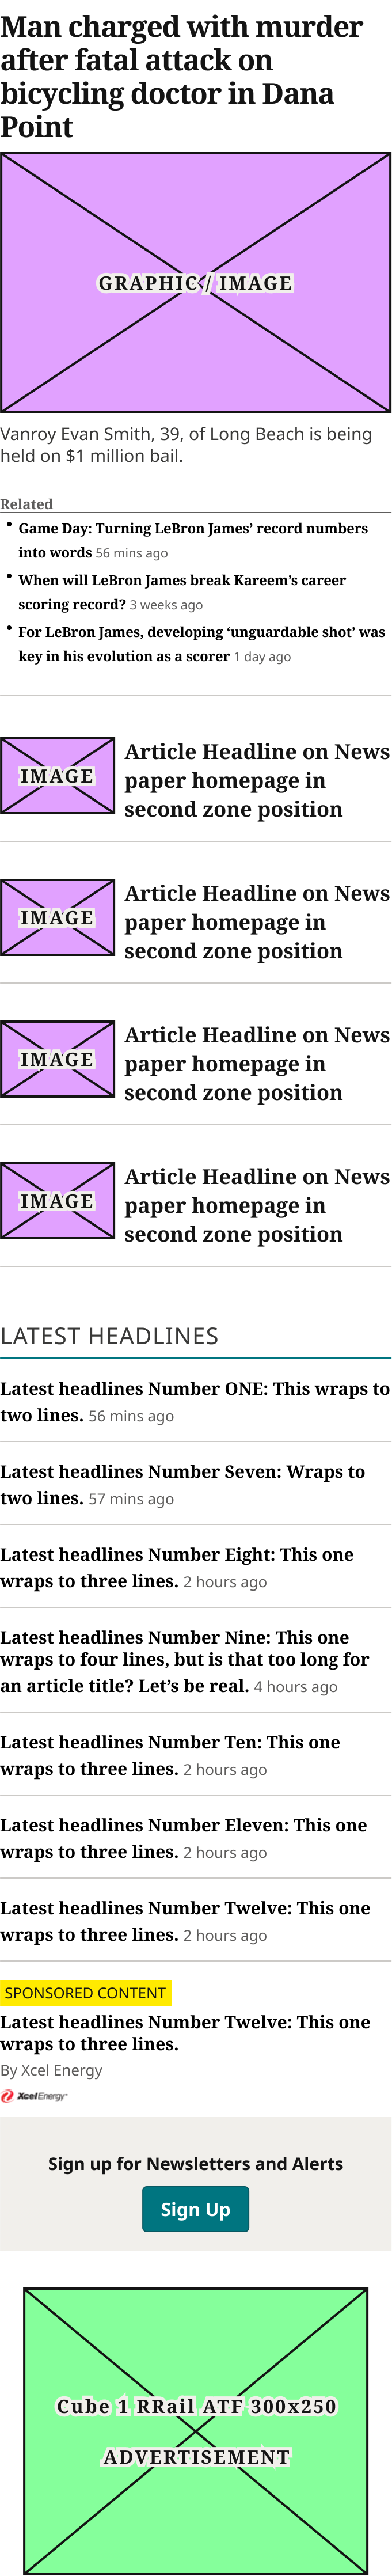 Man charged with murder
after fatal attack on
bicycling doctor in Dana
Point
GRAPHIC / IMAGE
Vanroy Evan Smith, 39, of Long Beach is being
held on $1 million bail.
Related
• Game Day: Turning LeBron James’ record numbers
into words 56 mins ago
• When will LeBron James break Kareem’s career
scoring record? 3 weeks ago
• For LeBron James, developing ‘unguardable shot’ was
key in his evolution as a scorer 1 day ago
IMAGE
Article Headline on News
paper homepage in
second zone position
IMAGE
Article Headline on News
paper homepage in
second zone position
IMAGE
Article Headline on News
paper homepage in
second zone position
IMAGE
Article Headline on News
paper homepage in
second zone position
LATEST HEADLINES
Latest headlines Number ONE: This wraps to
two lines. 56 mins ago
Latest headlines Number Seven: Wraps to
two lines. 57 mins ago
Latest headlines Number Eight: This one
wraps to three lines. 2 hours ago
Latest headlines Number Nine: This one
wraps to four lines, but is that too long for
an article title? Let’s be real. 4 hours ago
Latest headlines Number Ten: This one
wraps to three lines. 2 hours ago
Latest headlines Number Eleven: This one
wraps to three lines. 2 hours ago
Latest headlines Number Twelve: This one
wraps to three lines. 2 hours ago
SPONSORED CONTENT
Latest headlines Number Twelve: This one
wraps to three lines.
By Xcel Energy
Xcel Energy
Sign up for Newsletters and Alerts
Sign Up
Cube 1 RRail ATF 300x250
ADVERTISEMENT